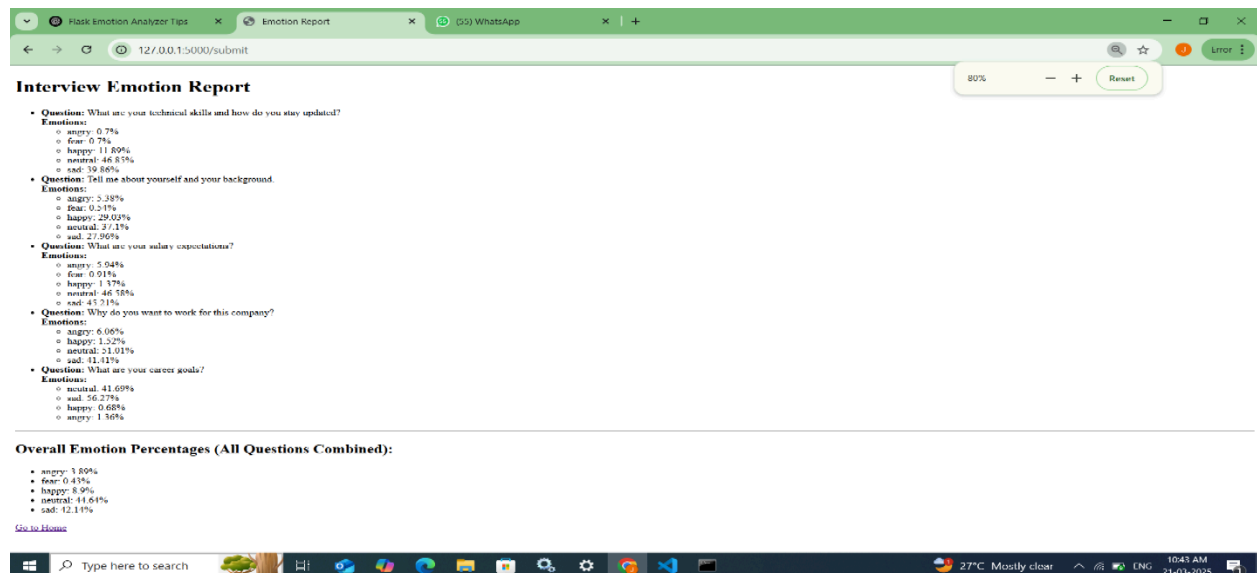 Flask Emotion Analyzer Tips
Emotion Report
(55) WhatsApp
127.0.0.1:5000/submit
Error
80%
Reset
Interview Emotion Report
Question: What are your technical skills and how do you stay updated?
Emotions:
angry: 0.7%
fear: 0.7%
happy: 11.89%
neutral: 46.85%
sad: 39.86%
Question: Tell me about yourself and your background.
Emotions:
angry: 5.38%
fear: 0.54%
happy: 29.03%
neutral: 37.1%
sad: 27.96%
Question: What are your salary expectations?
Emotions:
angry: 5.94%
fear: 0.91%
happy: 1.37%
neutral: 46.58%
sad: 45.21%
Question: Why do you want to work for this company?
Emotions:
angry: 6.06%
happy: 1.52%
neutral: 51.01%
sad: 41.41%
Question: What are your career goals?
Emotions:
neutral: 41.69%
sad: 56.27%
happy: 0.68%
angry: 1.36%
Overall Emotion Percentages (All Questions Combined):
angry: 3.89%
fear: 0.43%
happy: 8.9%
neutral: 44.64%
sad: 42.14%
Go to Home
Type here to search
27°C Mostly clear
ENG
10:43 AM
21-03-2025